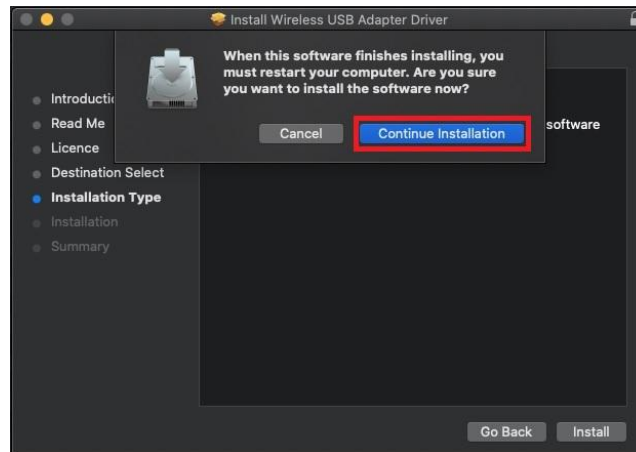 Install Wireless USB Adapter Driver
When this software finishes installing, you
must restart your computer. Are you sure
you want to install the software now?
Cancel
Continue Installation
Introductio
Read Me
software
Licence
Destination Select
Installation Type
Installation
Summary
Go Back
Install